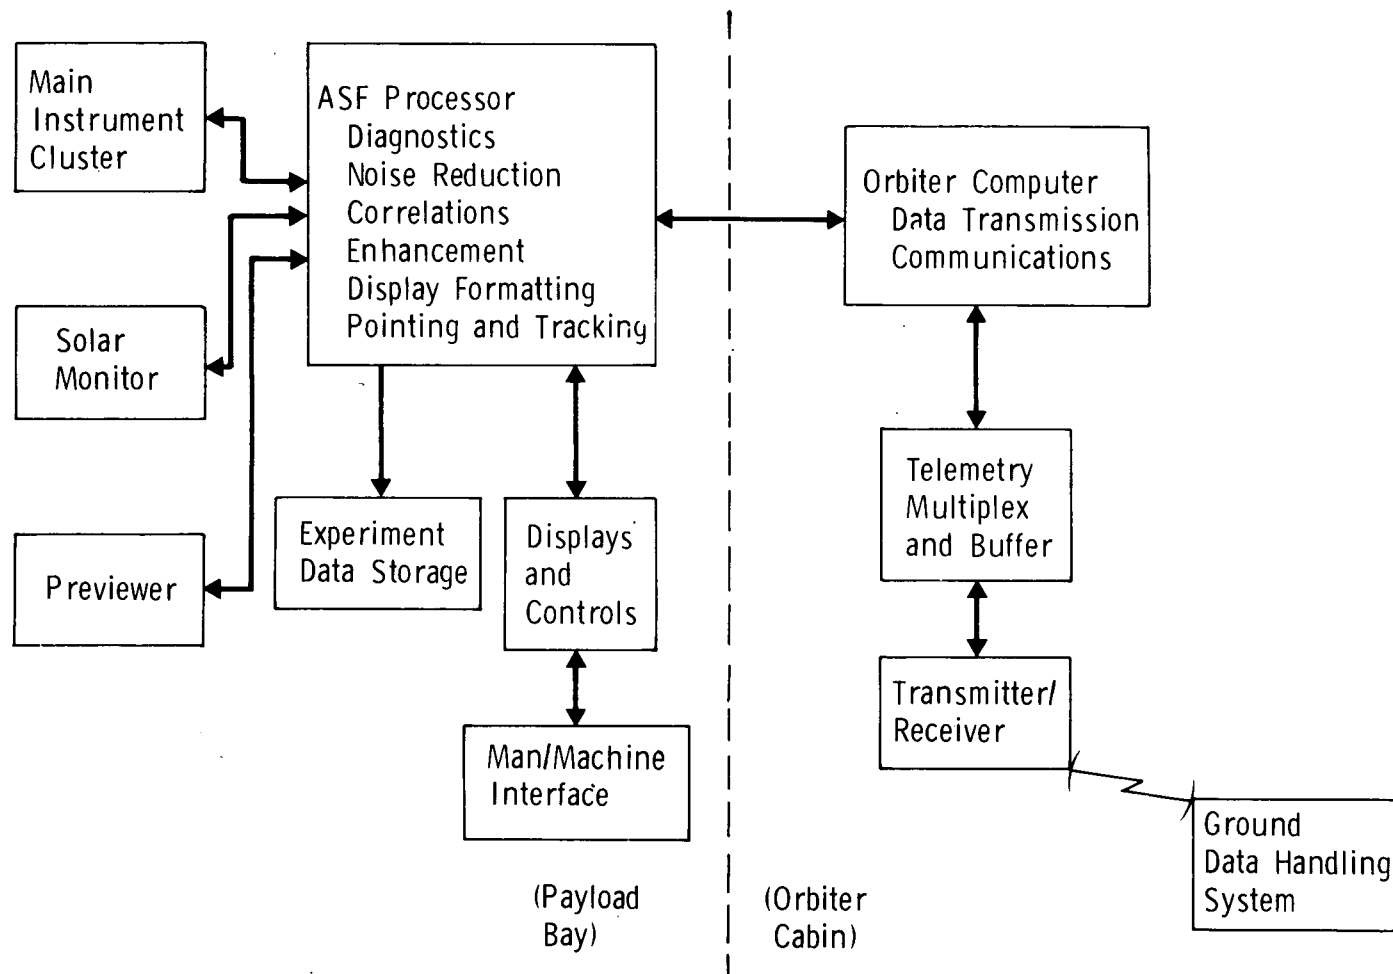 Main
Instrument
Cluster
ASF Processor
Diagnostics
Noise Reduction
Correlations
Enhancement
Display Formatting
Pointing and Tracking
Orbiter Computer
Data Transmission
Communications
Solar
Monitor
Previewer
Experiment
Data Storage
Displays
and
Controls
Telemetry
Multiplex
and Buffer
Man/Machine
Interface
Transmitter/
Receiver
Ground
Data Handling
System
(Payload
Bay)
(Orbiter
Cabin)